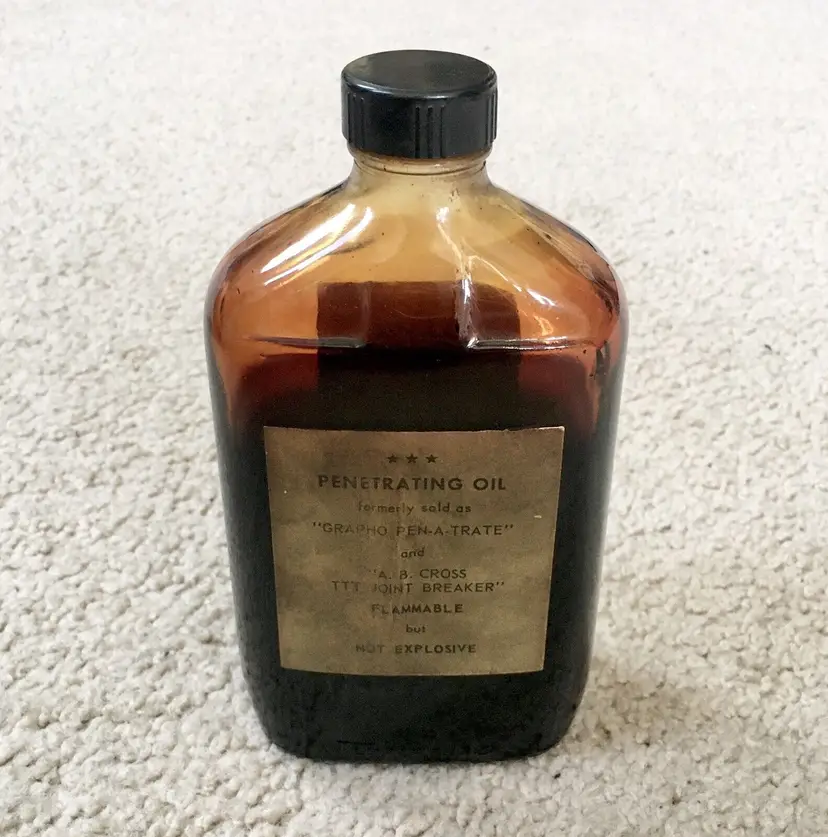 ★ ★ ★
PENETRATING OIL
formerly sold as
"GRAPHO PEN-A-TRATE"
and
"A. B. CROSS
TTT JOINT BREAKER"
FLAMMABLE
but
NOT EXPLOSIVE